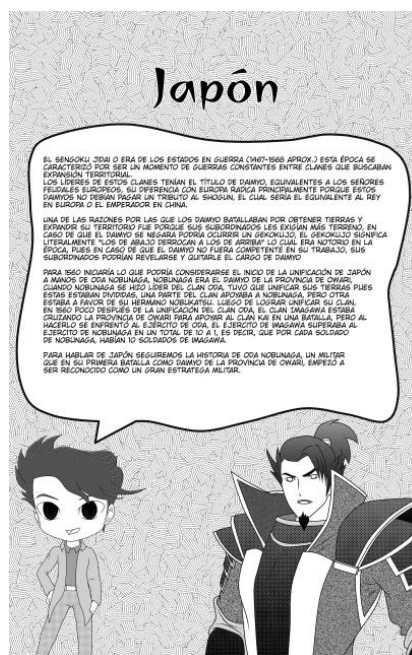 Japón
EL SENGOKU JIDAI O ERA DE LOS ESTADOS EN GUERRA (1467-1568 APROX.) ESTA ÉPOCA SE
CARACTERIZÓ POR SER UN MOMENTO DE GUERRAS CONSTANTES ENTRE CLANES QUE BUSCABAN
EXPANSIÓN TERRITORIAL.
LOS LÍDERES DE ESTOS CLANES TENÍAN EL TÍTULO DE DAIMYO, EQUIVALENTES A LOS SEÑORES
FEUDALES EUROPEOS, SU DIFERENCIA CON EUROPA RADICA PRINCIPALMENTE PORQUE ESTOS
DAIMYOS NO DEBÍAN PAGAR UN TRIBUTO AL SHOGUN, EL CUAL SERÍA EL EQUIVALENTE AL REY
EN EUROPA O EL EMPERADOR EN CHINA.
UNA DE LAS RAZONES POR LAS QUE LOS DAIMYO BATALLABAN POR OBTENER TIERRAS Y
EXPANDIR SU TERRITORIO FUE PORQUE SUS SUBORDINADOS LES EXIGÍAN MÁS TERRENO, EN
CASO DE QUE EL DAIMYO SE NEGARA PODRÍA OCURRIR UN GEKOKUJO, EL GEKOKUJO SIGNIFICA
LITERALMENTE "LOS DE ABAJO DERROCAN A LOS DE ARRIBA" LO CUAL ERA NOTORIO EN LA
ÉPOCA, PUES EN CASO DE QUE EL DAIMYO NO FUERA COMPETENTE EN SU TRABAJO, SUS
SUBORDINADOS PODRÍAN REVELARSE Y QUITARLE EL CARGO DE DAIMYO
PARA 1560 INICIARÍA LO QUE PODRÍA CONSIDERARSE EL INICIO DE LA UNIFICACIÓN DE JAPÓN
A MANOS DE ODA NOBUNAGA, NOBUNAGA ERA EL DAIMYO DE LA PROVINCIA DE OWARI,
CUANDO NOBUNAGA SE HIZO LÍDER DEL CLAN ODA, TUVO QUE UNIFICAR SUS TIERRAS PUES
ESTAS ESTABAN DIVIDIDAS, UNA PARTE DEL CLAN APOYABA A NOBUNAGA, PERO OTRA
ESTABA A FAVOR DE SU HERMANO NOBUKATSU. LUEGO DE LOGRAR UNIFICAR SU CLAN,
EN 1560 POCO DESPUÉS DE LA UNIFICACIÓN DEL CLAN ODA, EL CLAN IMAGAWA ESTABA
CRUZANDO LA PROVINCIA DE OWARI PARA APOYAR AL CLAN KAI EN UNA BATALLA, PERO AL
HACERLO SE ENFRENTÓ AL EJÉRCITO DE ODA, EL EJERCITO DE IMAGAWA SUPERABA AL
EJERCITO DE NOBUNAGA EN UN TOTAL DE 10 A 1, ES DECIR, QUE POR CADA SOLDADO
DE NOBUNAGA, HABÍAN 10 SOLDADOS DE IMAGAWA.
PARA HABLAR DE JAPÓN SEGUIREMOS LA HISTORIA DE ODA NOBUNAGA, UN MILITAR
QUE EN SU PRIMERA BATALLA COMO DAIMYO DE LA PROVINCIA DE OWARI, EMPEZÓ A
SER RECONOCIDO COMO UN GRAN ESTRATEGA MILITAR.